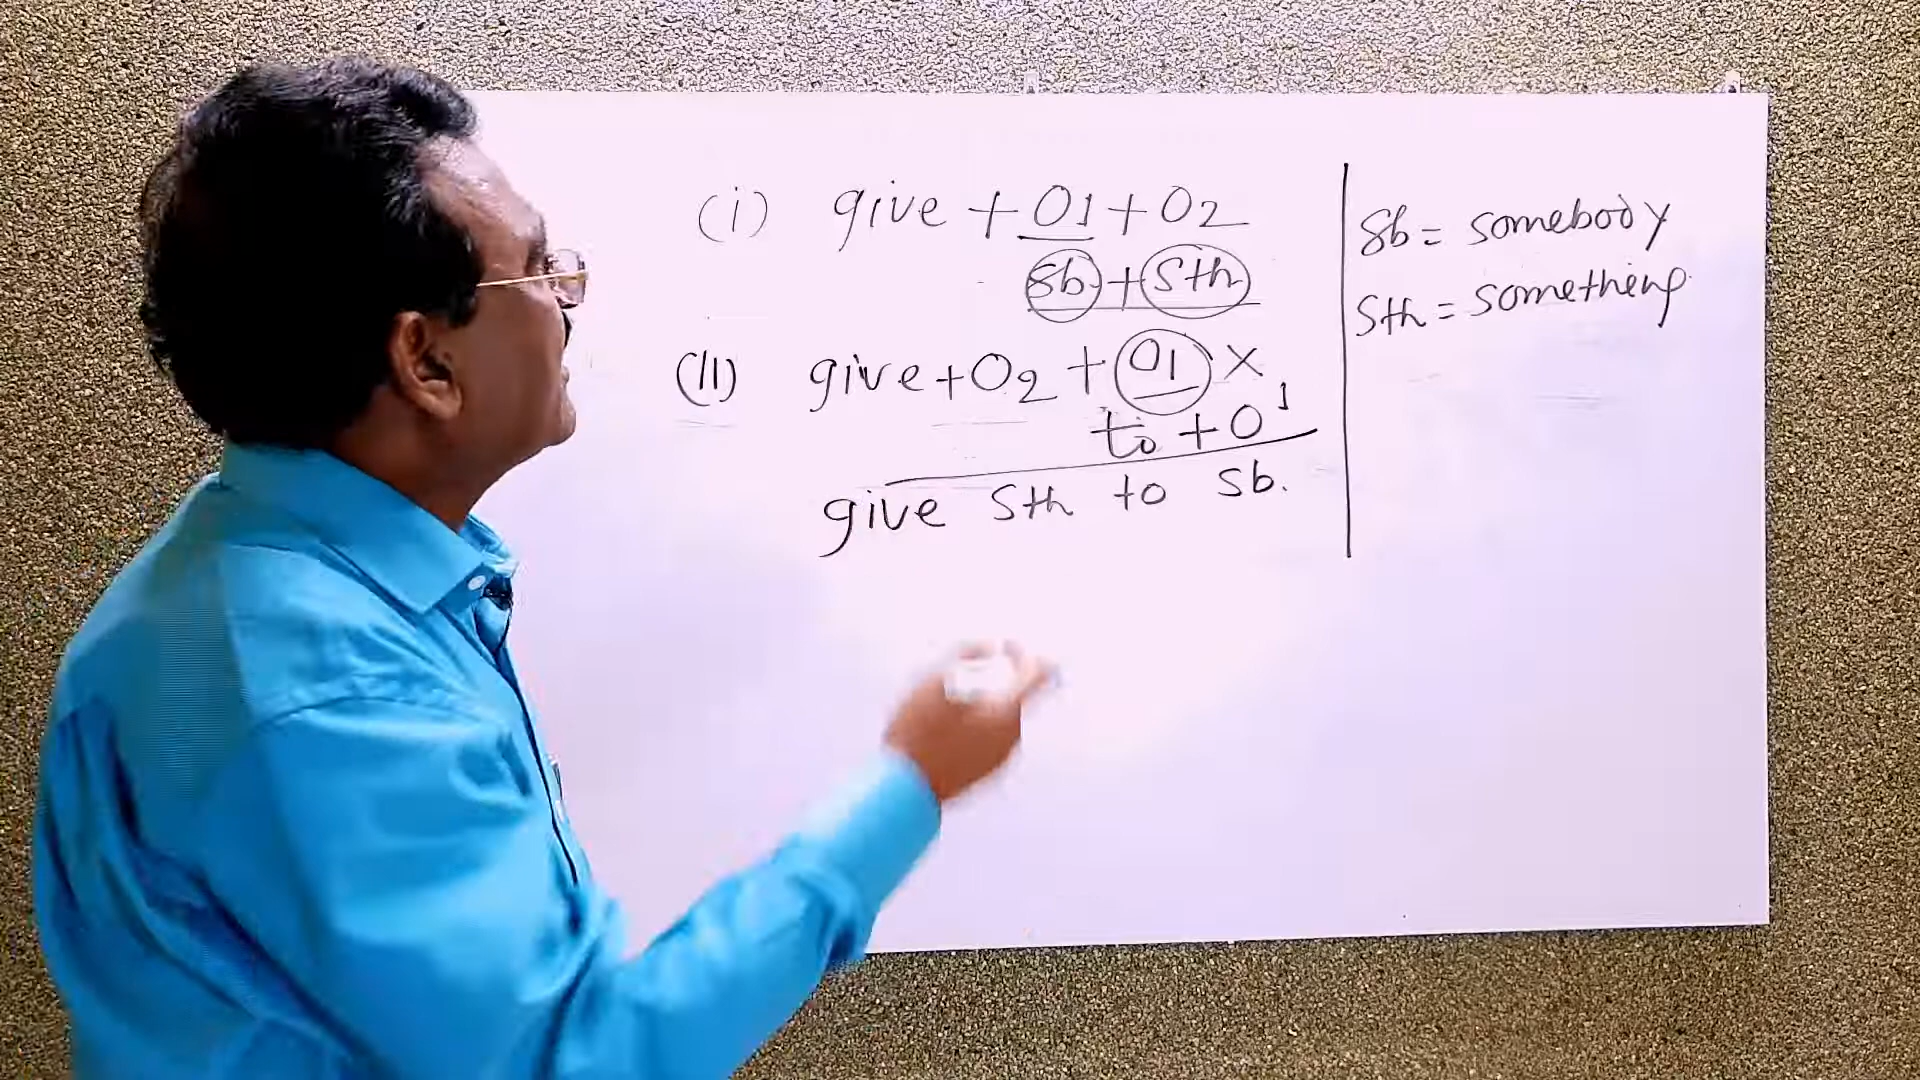 (i) give + O1 + O2
Sb + Sth
(II) give + O2 + O1 ×
to + O1
give Sth to Sb.
Sb = somebody
Sth = something